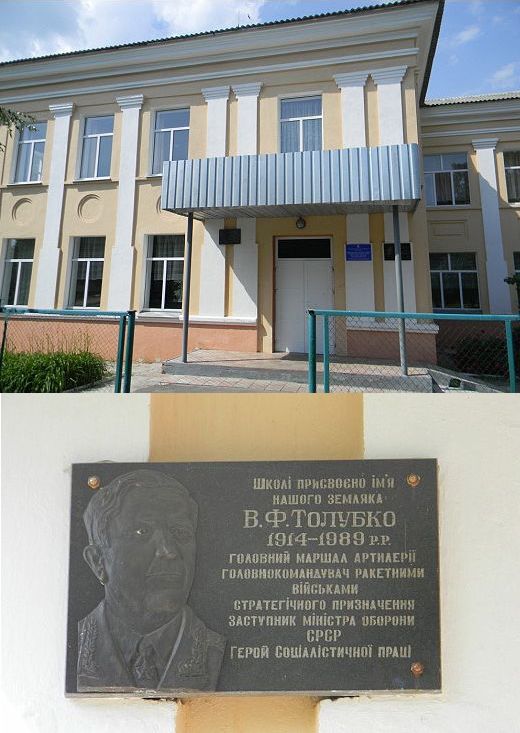 Школі присвоєно ім'я
нашого земляка
В.Ф.Толубко
1914–1989 р.р.
головний маршал артилерії
головнокомандувач ракетними
військами
стратегічного призначення
заступник міністра оборони
СРСР
Герой Соціалістичної праці